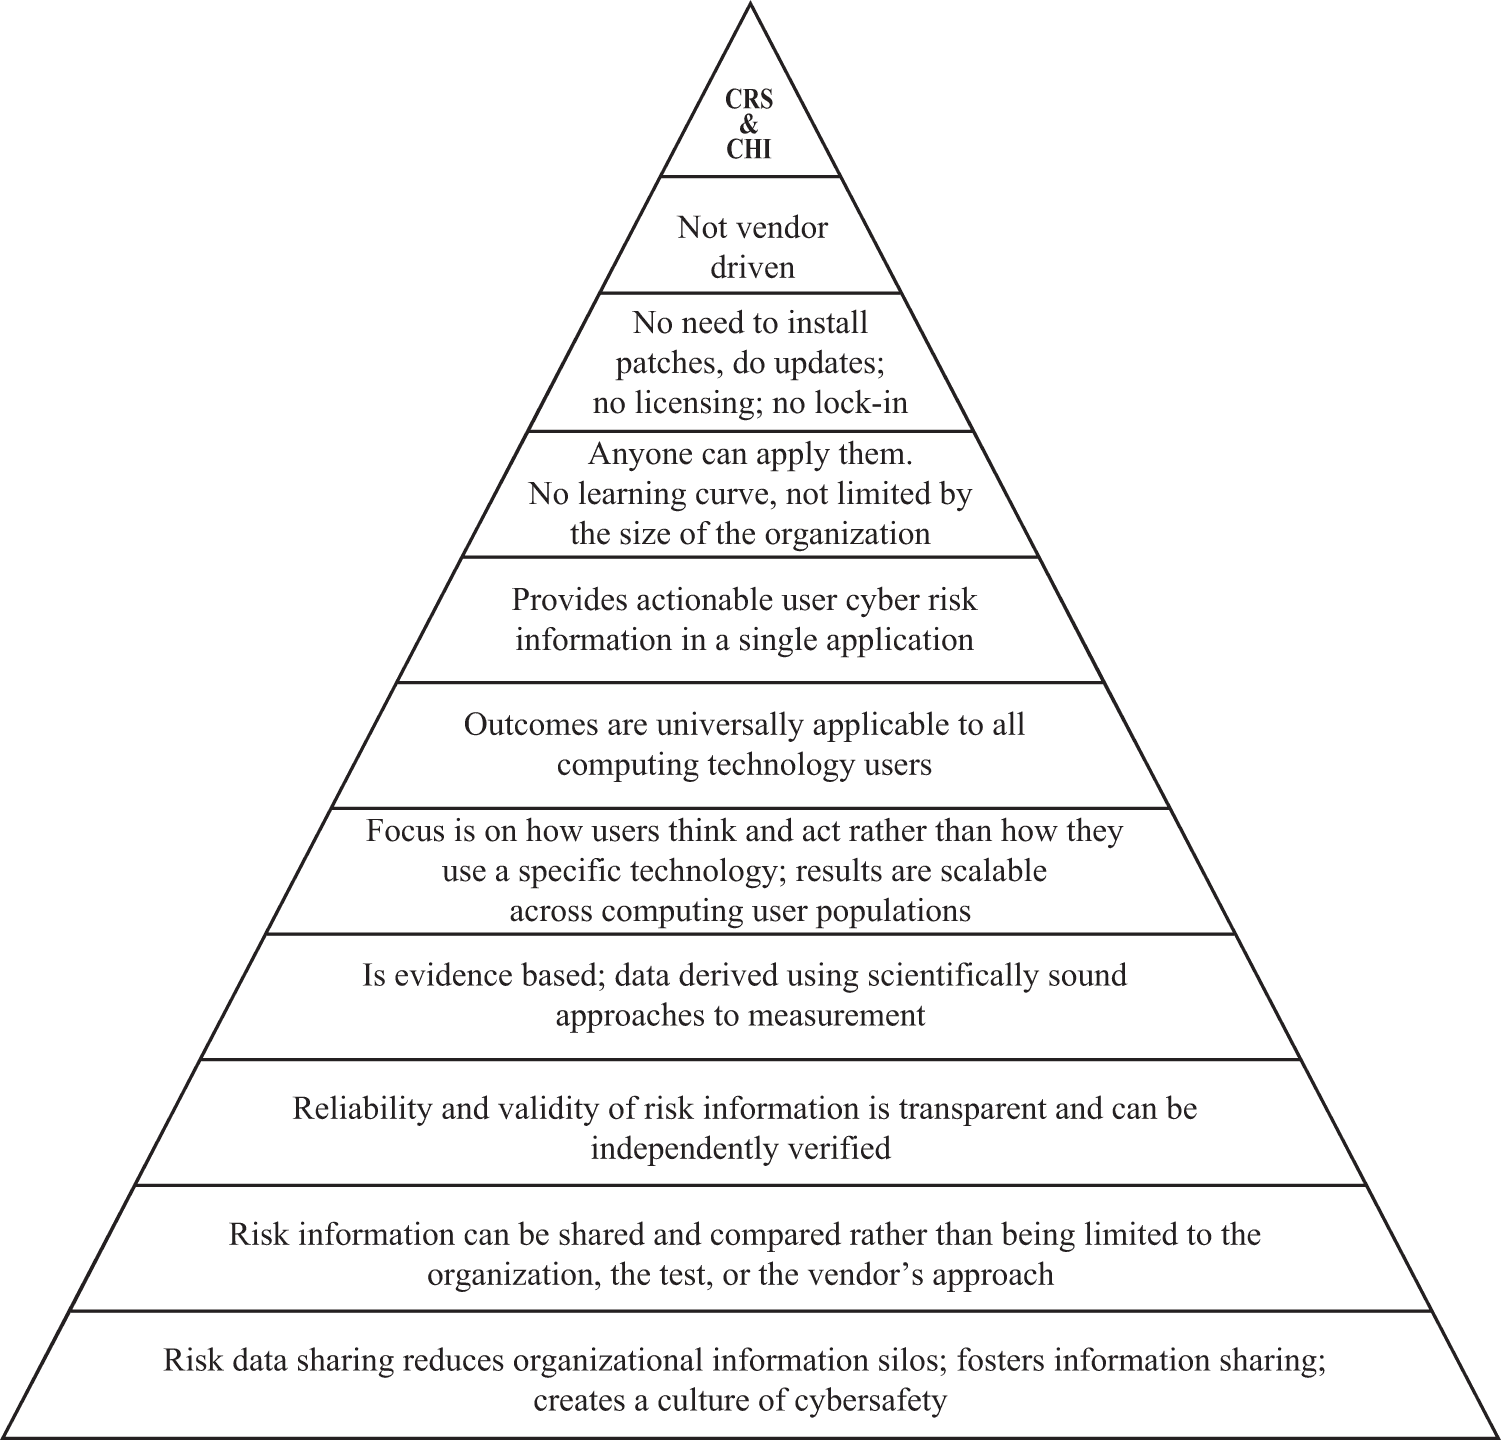 CRS
&
CHI
Not vendor
driven
No need to install
patches, do updates;
no licensing; no lock-in
Anyone can apply them.
No learning curve, not limited by
the size of the organization
Provides actionable user cyber risk
information in a single application
Outcomes are universally applicable to all
computing technology users
Focus is on how users think and act rather than how they
use a specific technology; results are scalable
across computing user populations
Is evidence based; data derived using scientifically sound
approaches to measurement
Reliability and validity of risk information is transparent and can be
independently verified
Risk information can be shared and compared rather than being limited to the
organization, the test, or the vendor’s approach
Risk data sharing reduces organizational information silos; fosters information sharing;
creates a culture of cybersafety